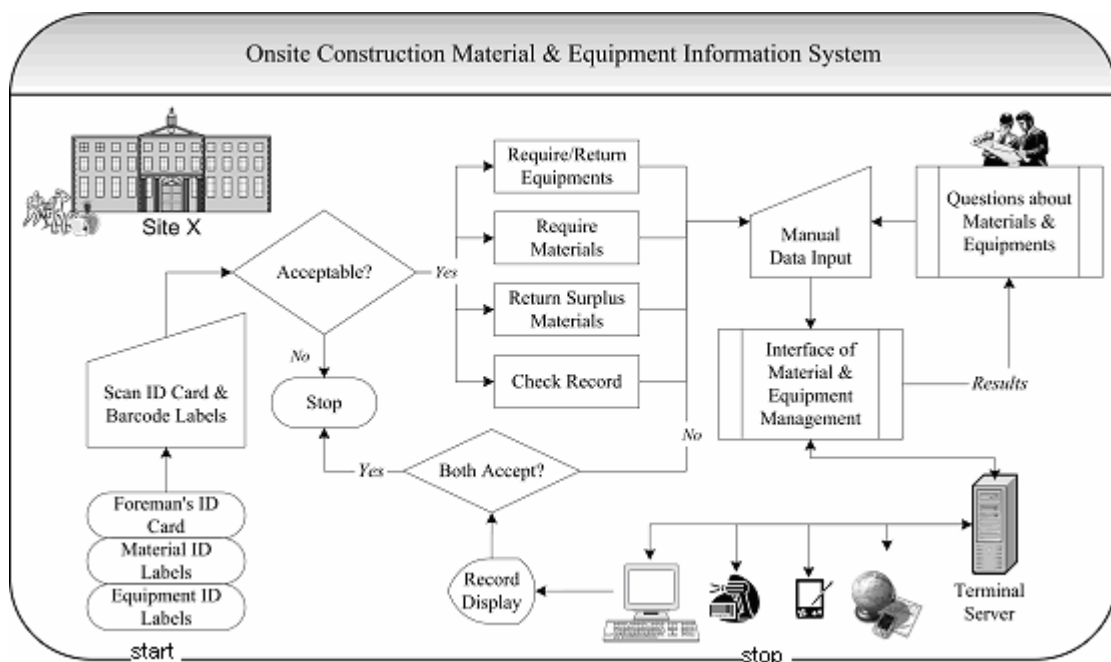 Onsite Construction Material & Equipment Information System
Site X
Require/Return
Equipments
Require
Materials
Return Surplus
Materials
Check Record
Acceptable?
Yes
No
Stop
Scan ID Card &
Barcode Labels
Foreman's ID
Card
Material ID
Labels
Equipment ID
Labels
start
Manual
Data Input
Questions about
Materials &
Equipments
Interface of
Material &
Equipment
Management
Results
No
Both Accept?
Yes
Record
Display
Terminal
Server
stop